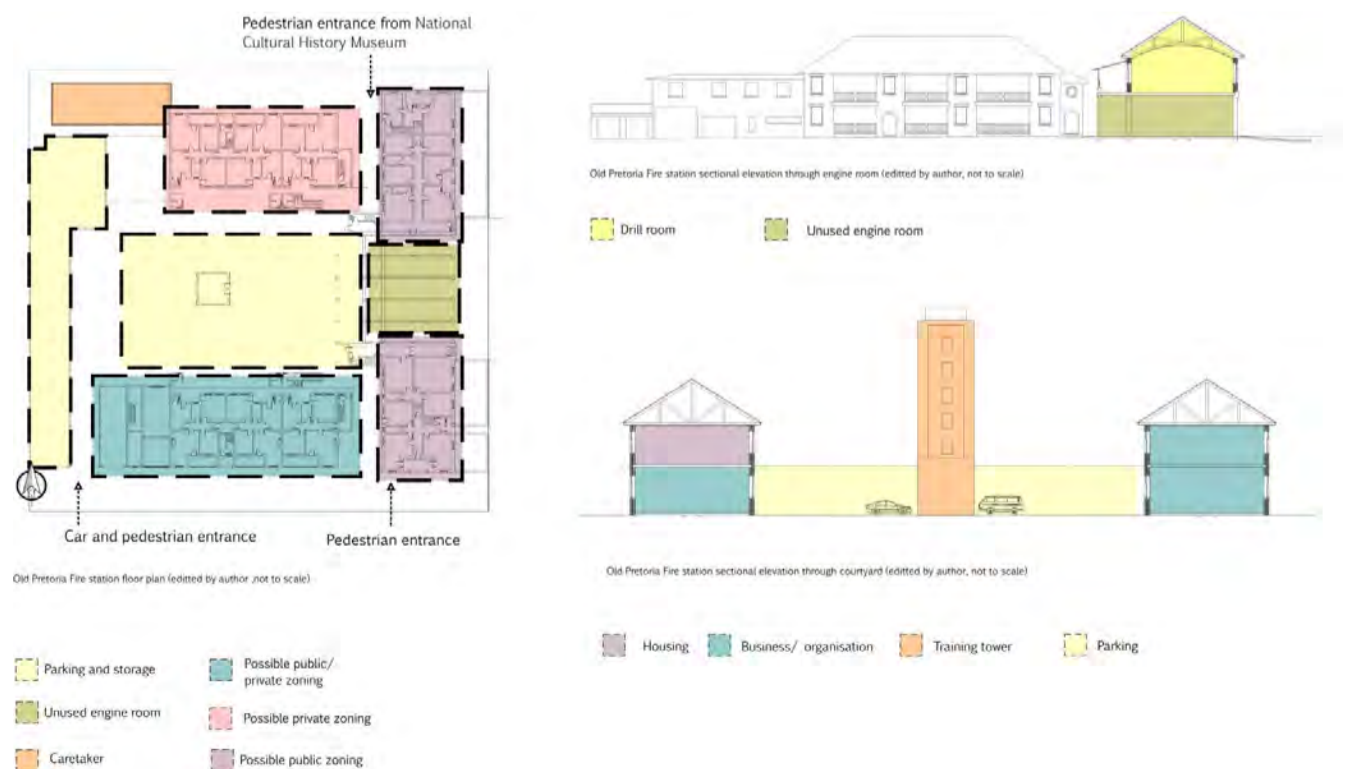 Pedestrian entrance from National
Cultural History Museum
Car and pedestrian entrance
Pedestrian entrance
Old Pretoria Fire station floor plan (editted by author ,not to scale)
Parking and storage
Unused engine room
Caretaker
Possible public/
private zoning
Possible private zoning
Possible public zoning
Old Pretoria Fire station sectional elevation through engine room (editted by author, not to scale)
Drill room
Unused engine room
Old Pretoria Fire station sectional elevation through courtyard (editted by author, not to scale)
Housing
Business/ organisation
Training tower
Parking